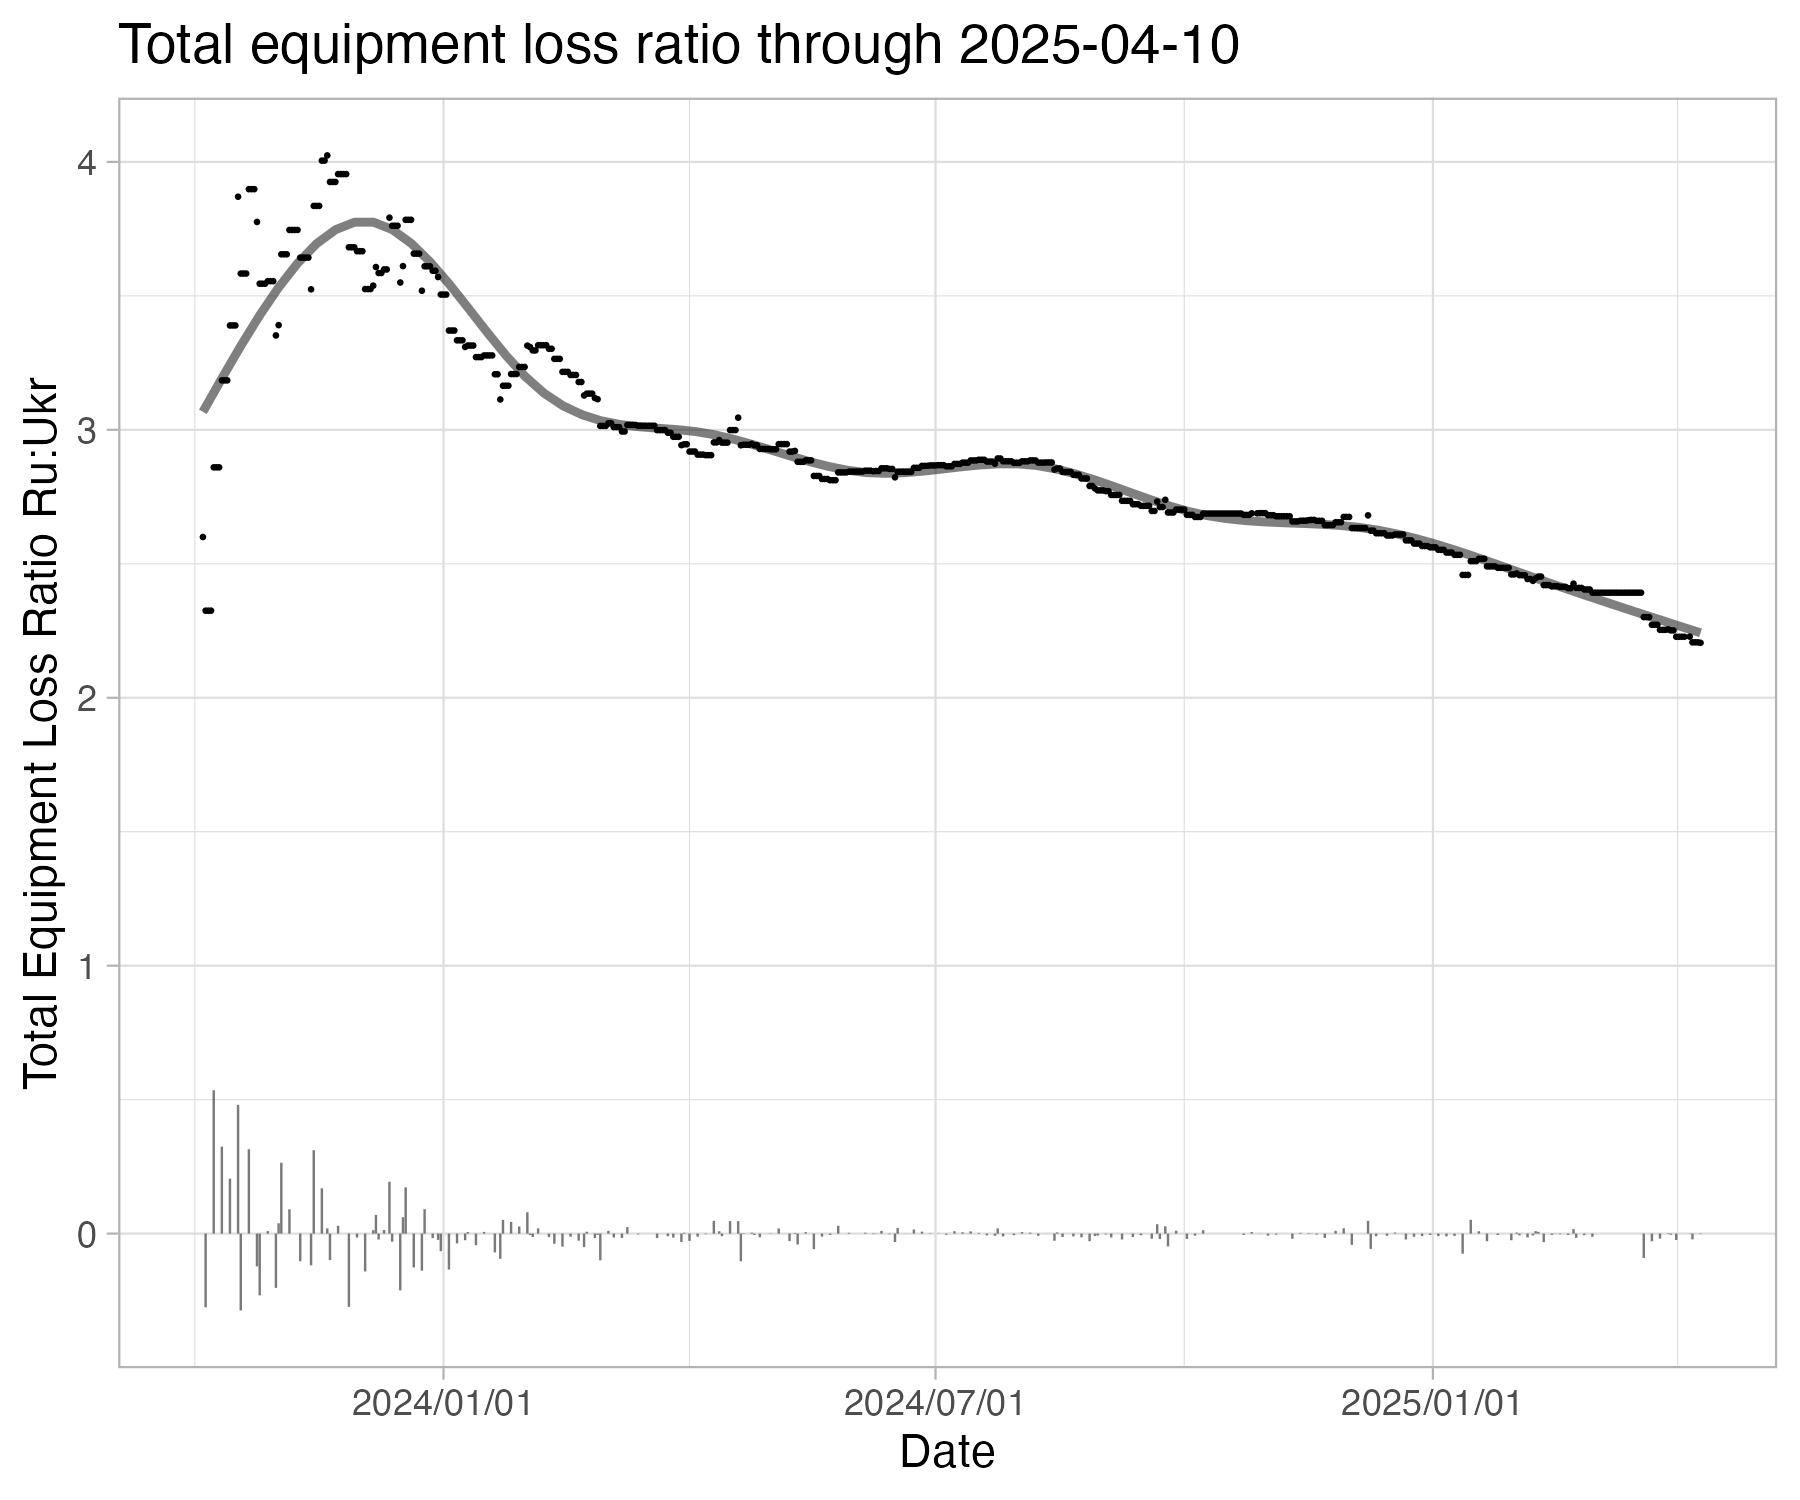 Total equipment loss ratio through 2025-04-10
Total Equipment Loss Ratio Ru:Ukr
4
3
2
1
0
2024/01/01
2024/07/01
2025/01/01
Date